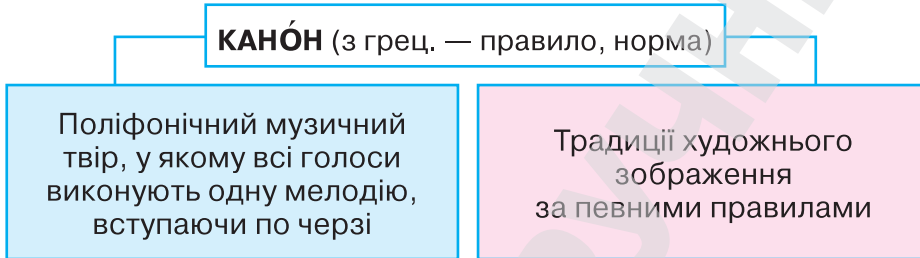 КАНО́Н (з грец. — правило, норма)
Поліфонічний музичний
твір, у якому всі голоси
виконують одну мелодію,
вступаючи по черзі
Традиції художнього
зображення
за певними правилами